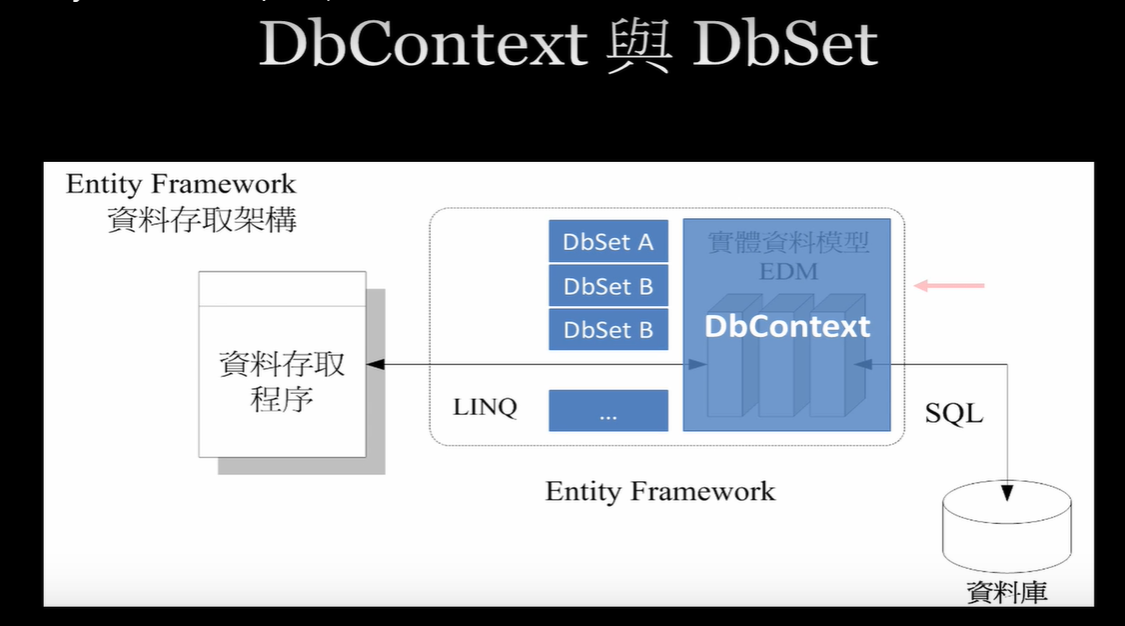 DbContext 與 DbSet
Entity Framework
資料存取架構
DbSet A
DbSet B
DbSet B
...
實體資料模型
EDM
DbContext
資料存取
程序
LINQ
SQL
Entity Framework
資料庫